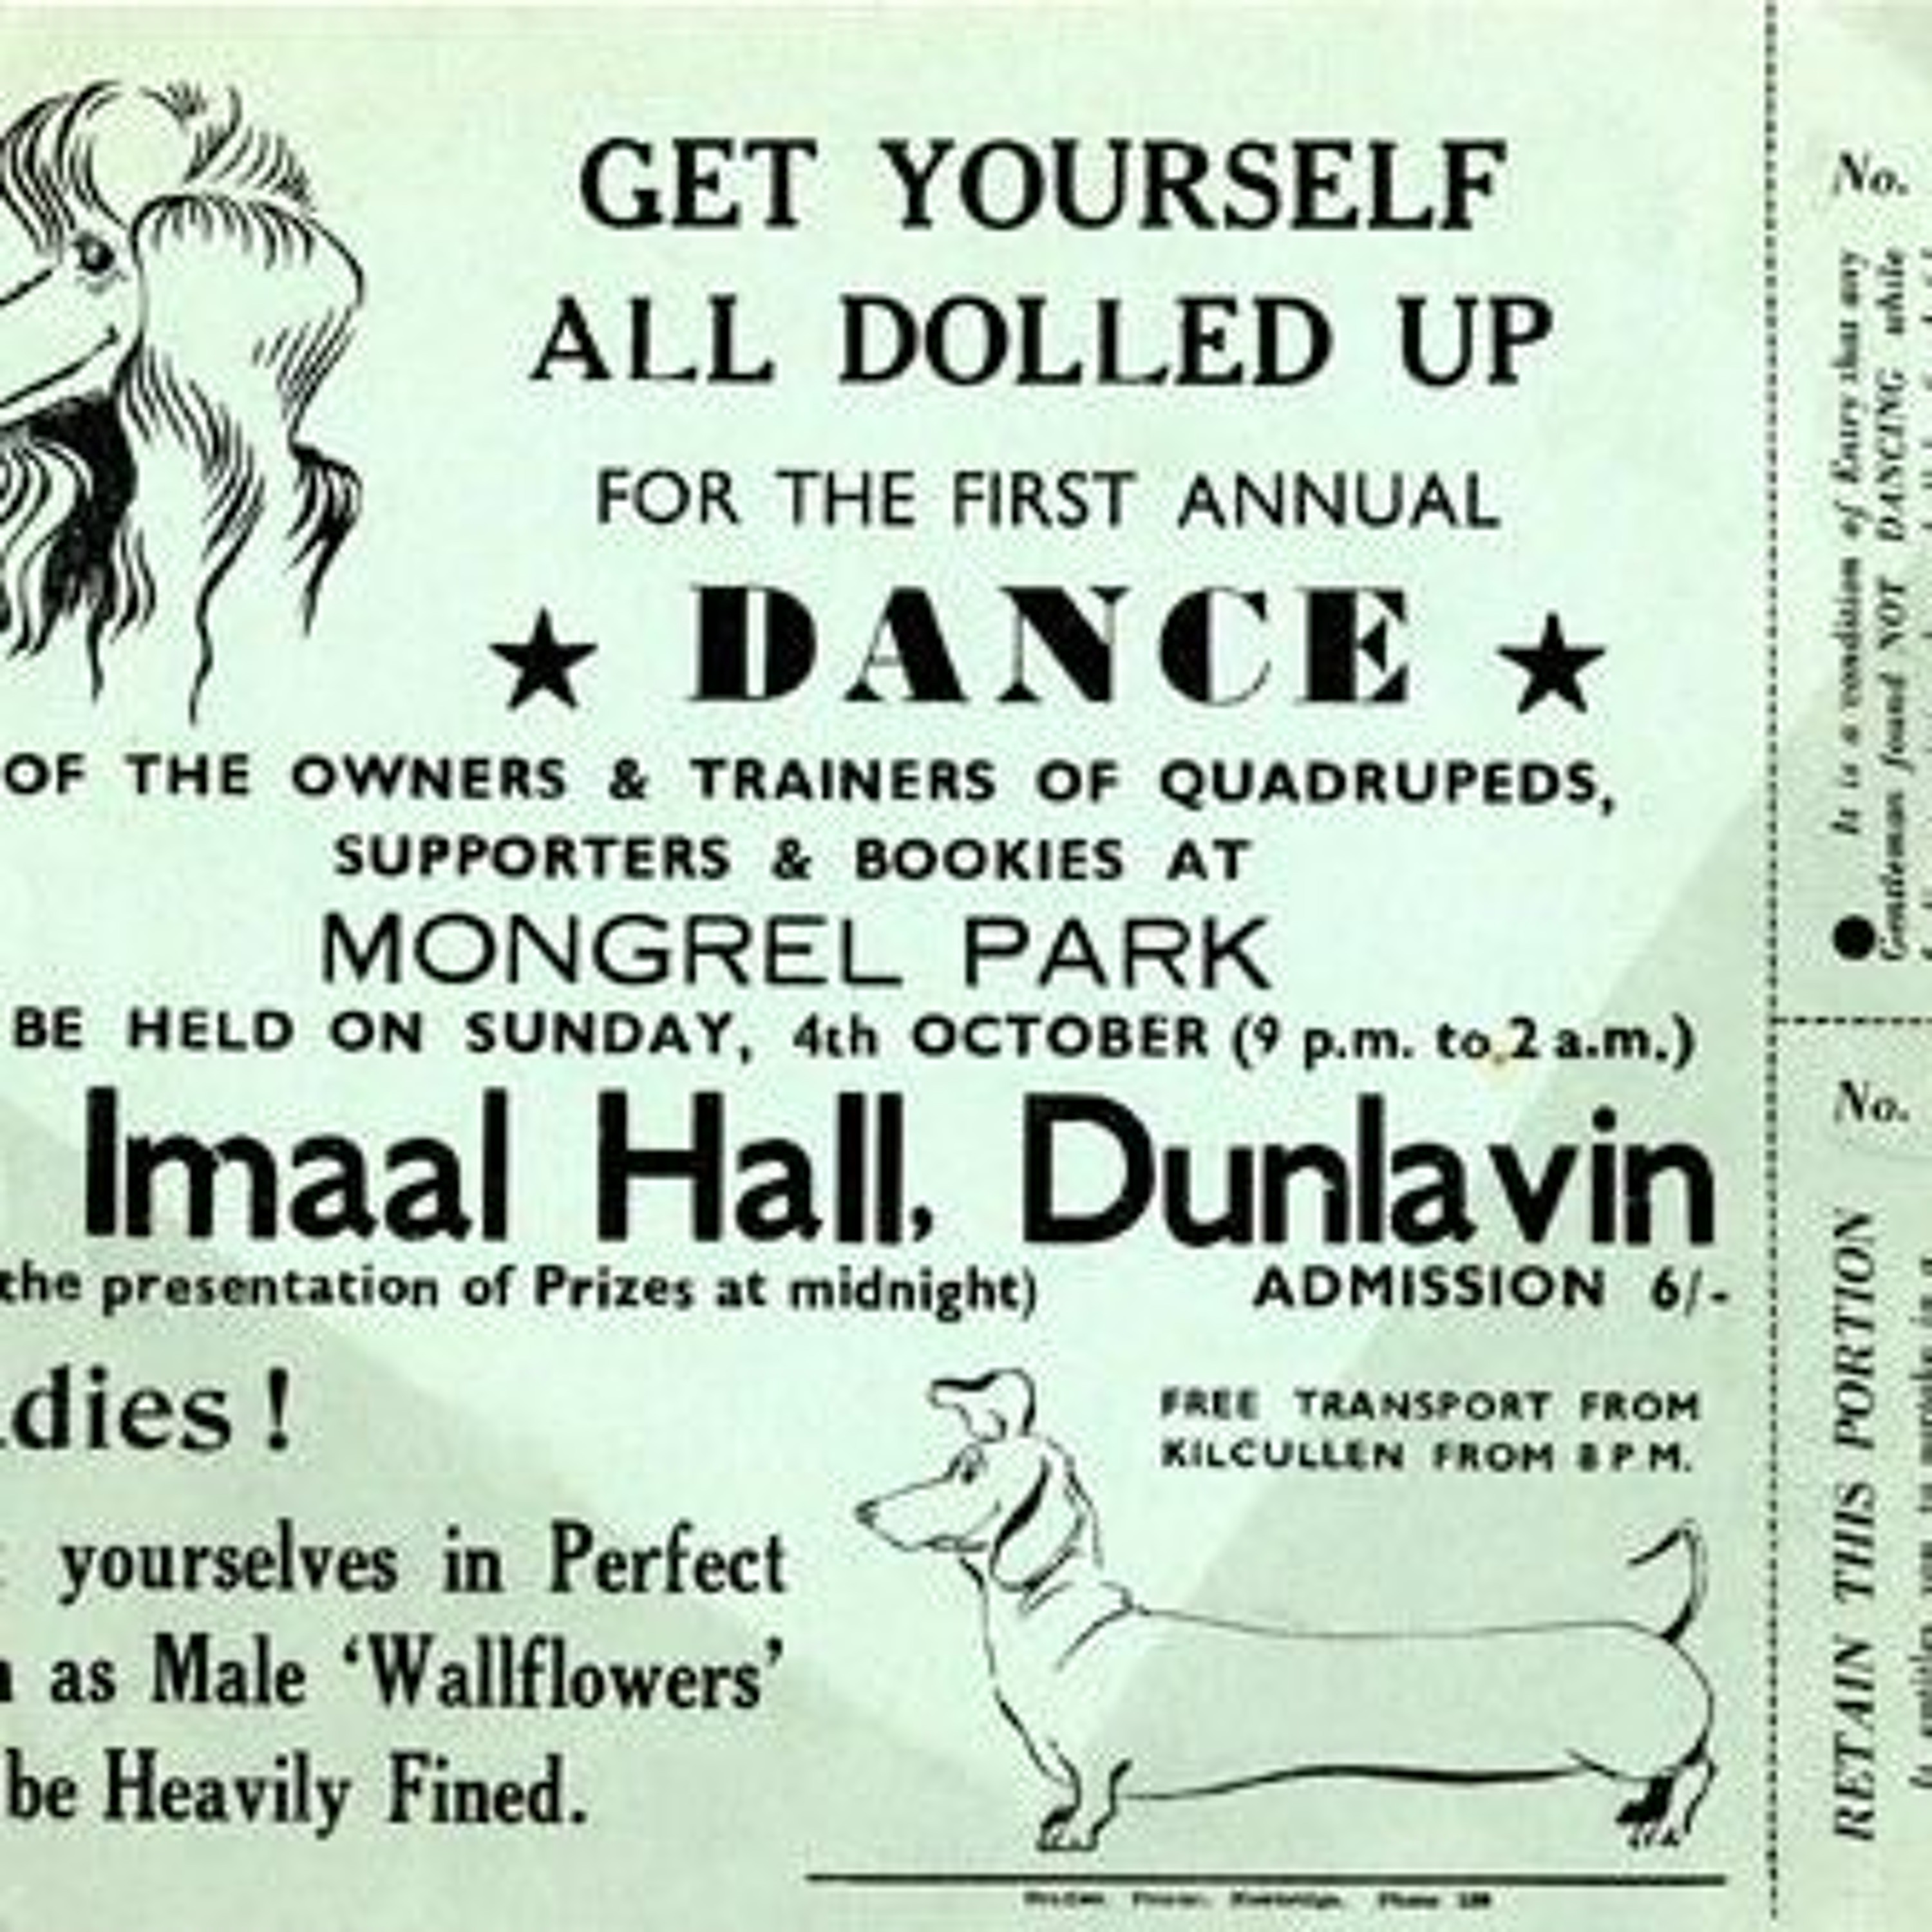 GET YOURSELF
ALL DOLLED UP
FOR THE FIRST ANNUAL
★ DANCE ★
OF THE OWNERS & TRAINERS OF QUADRUPEDS,
SUPPORTERS & BOOKIES AT
MONGREL PARK
BE HELD ON SUNDAY, 4th OCTOBER (9 p.m. to 2 a.m.)
Imaal Hall, Dunlavin
the presentation of Prizes at midnight)
ADMISSION 6/-
dies!
yourselves in Perfect
as Male 'Wallflowers'
be Heavily Fined.
FREE TRANSPORT FROM
KILCULLEN FROM 8 P M.
No.
It is a condition of Entry that any
Gentleman found NOT DANCING while
No.
RETAIN THIS PORTION